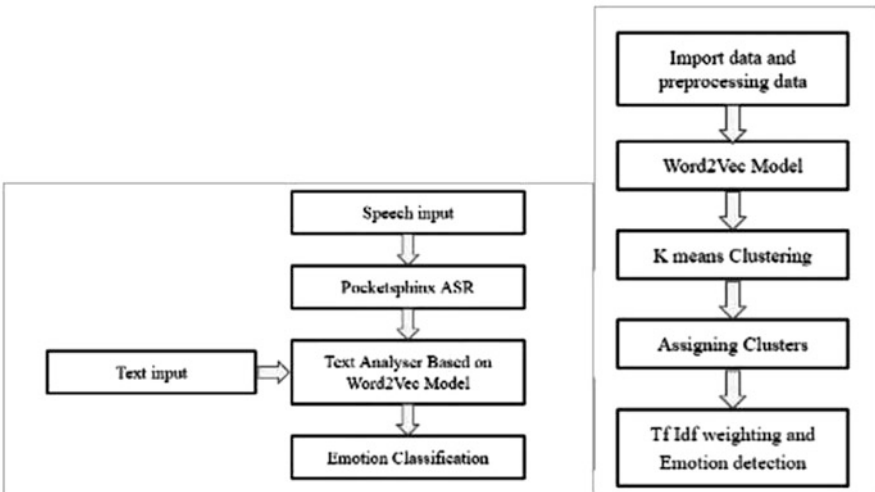 Speech input
Pocketsphinx ASR
Text input
Text Analyser Based on
Word2Vec Model
Emotion Classification
Import data and
preprocessing data
Word2Vec Model
K means Clustering
Assigning Clusters
Tf Idf weighting and
Emotion detection